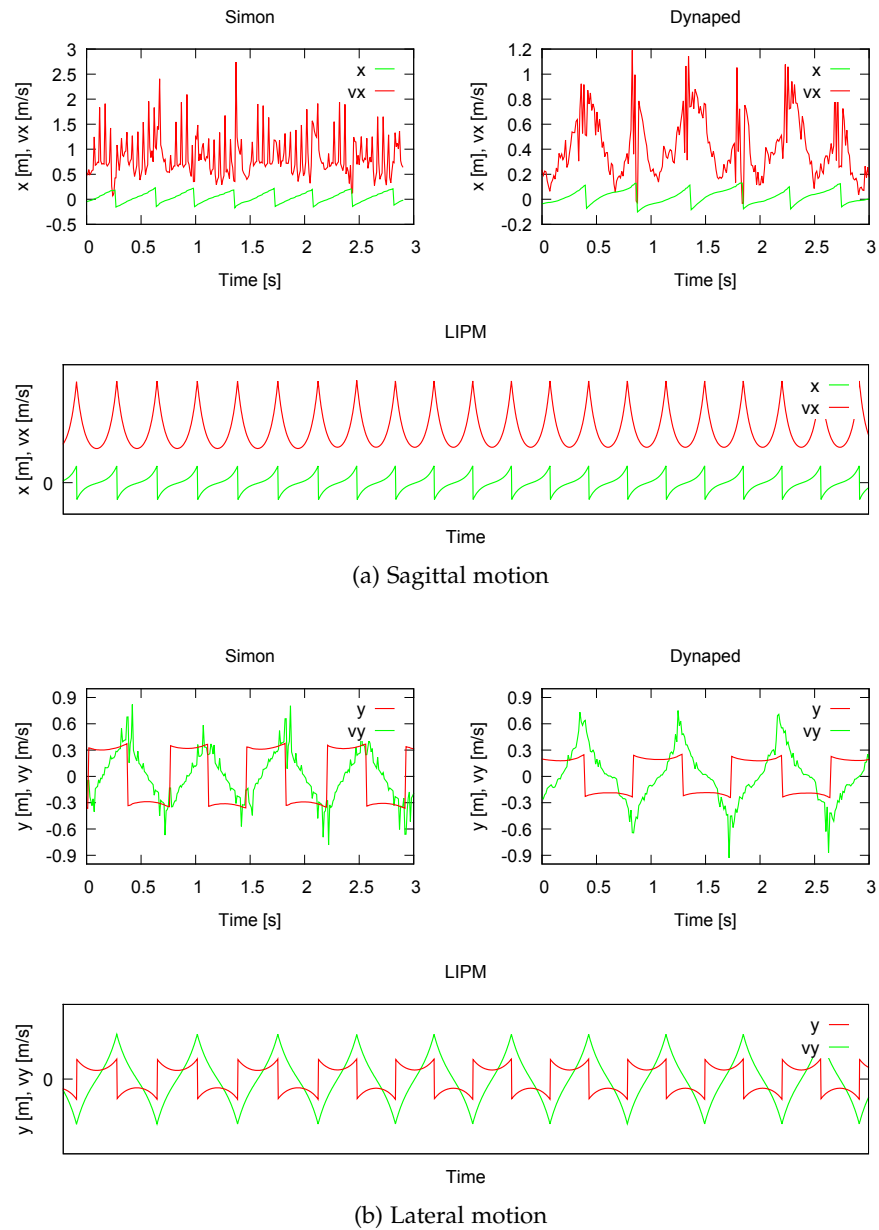 Simon
Dynaped
x [m], vx [m/s]
3
2.5
2
1.5
1
0.5
0
-0.5
x
vx
0 0.5 1 1.5 2 2.5 3
Time [s]
x [m], vx [m/s]
1.2
1
0.8
0.6
0.4
0.2
0
-0.2
x
vx
0 0.5 1 1.5 2 2.5 3
Time [s]
LIPM
x [m], vx [m/s]
0
x
vx
Time
(a) Sagittal motion
Simon
Dynaped
y [m], vy [m/s]
0.9
0.6
0.3
0
-0.3
-0.6
-0.9
y
vy
0 0.5 1 1.5 2 2.5 3
Time [s]
y [m], vy [m/s]
0.9
0.6
0.3
0
-0.3
-0.6
-0.9
y
vy
0 0.5 1 1.5 2 2.5 3
Time [s]
LIPM
y [m], vy [m/s]
0
y
vy
Time
(b) Lateral motion